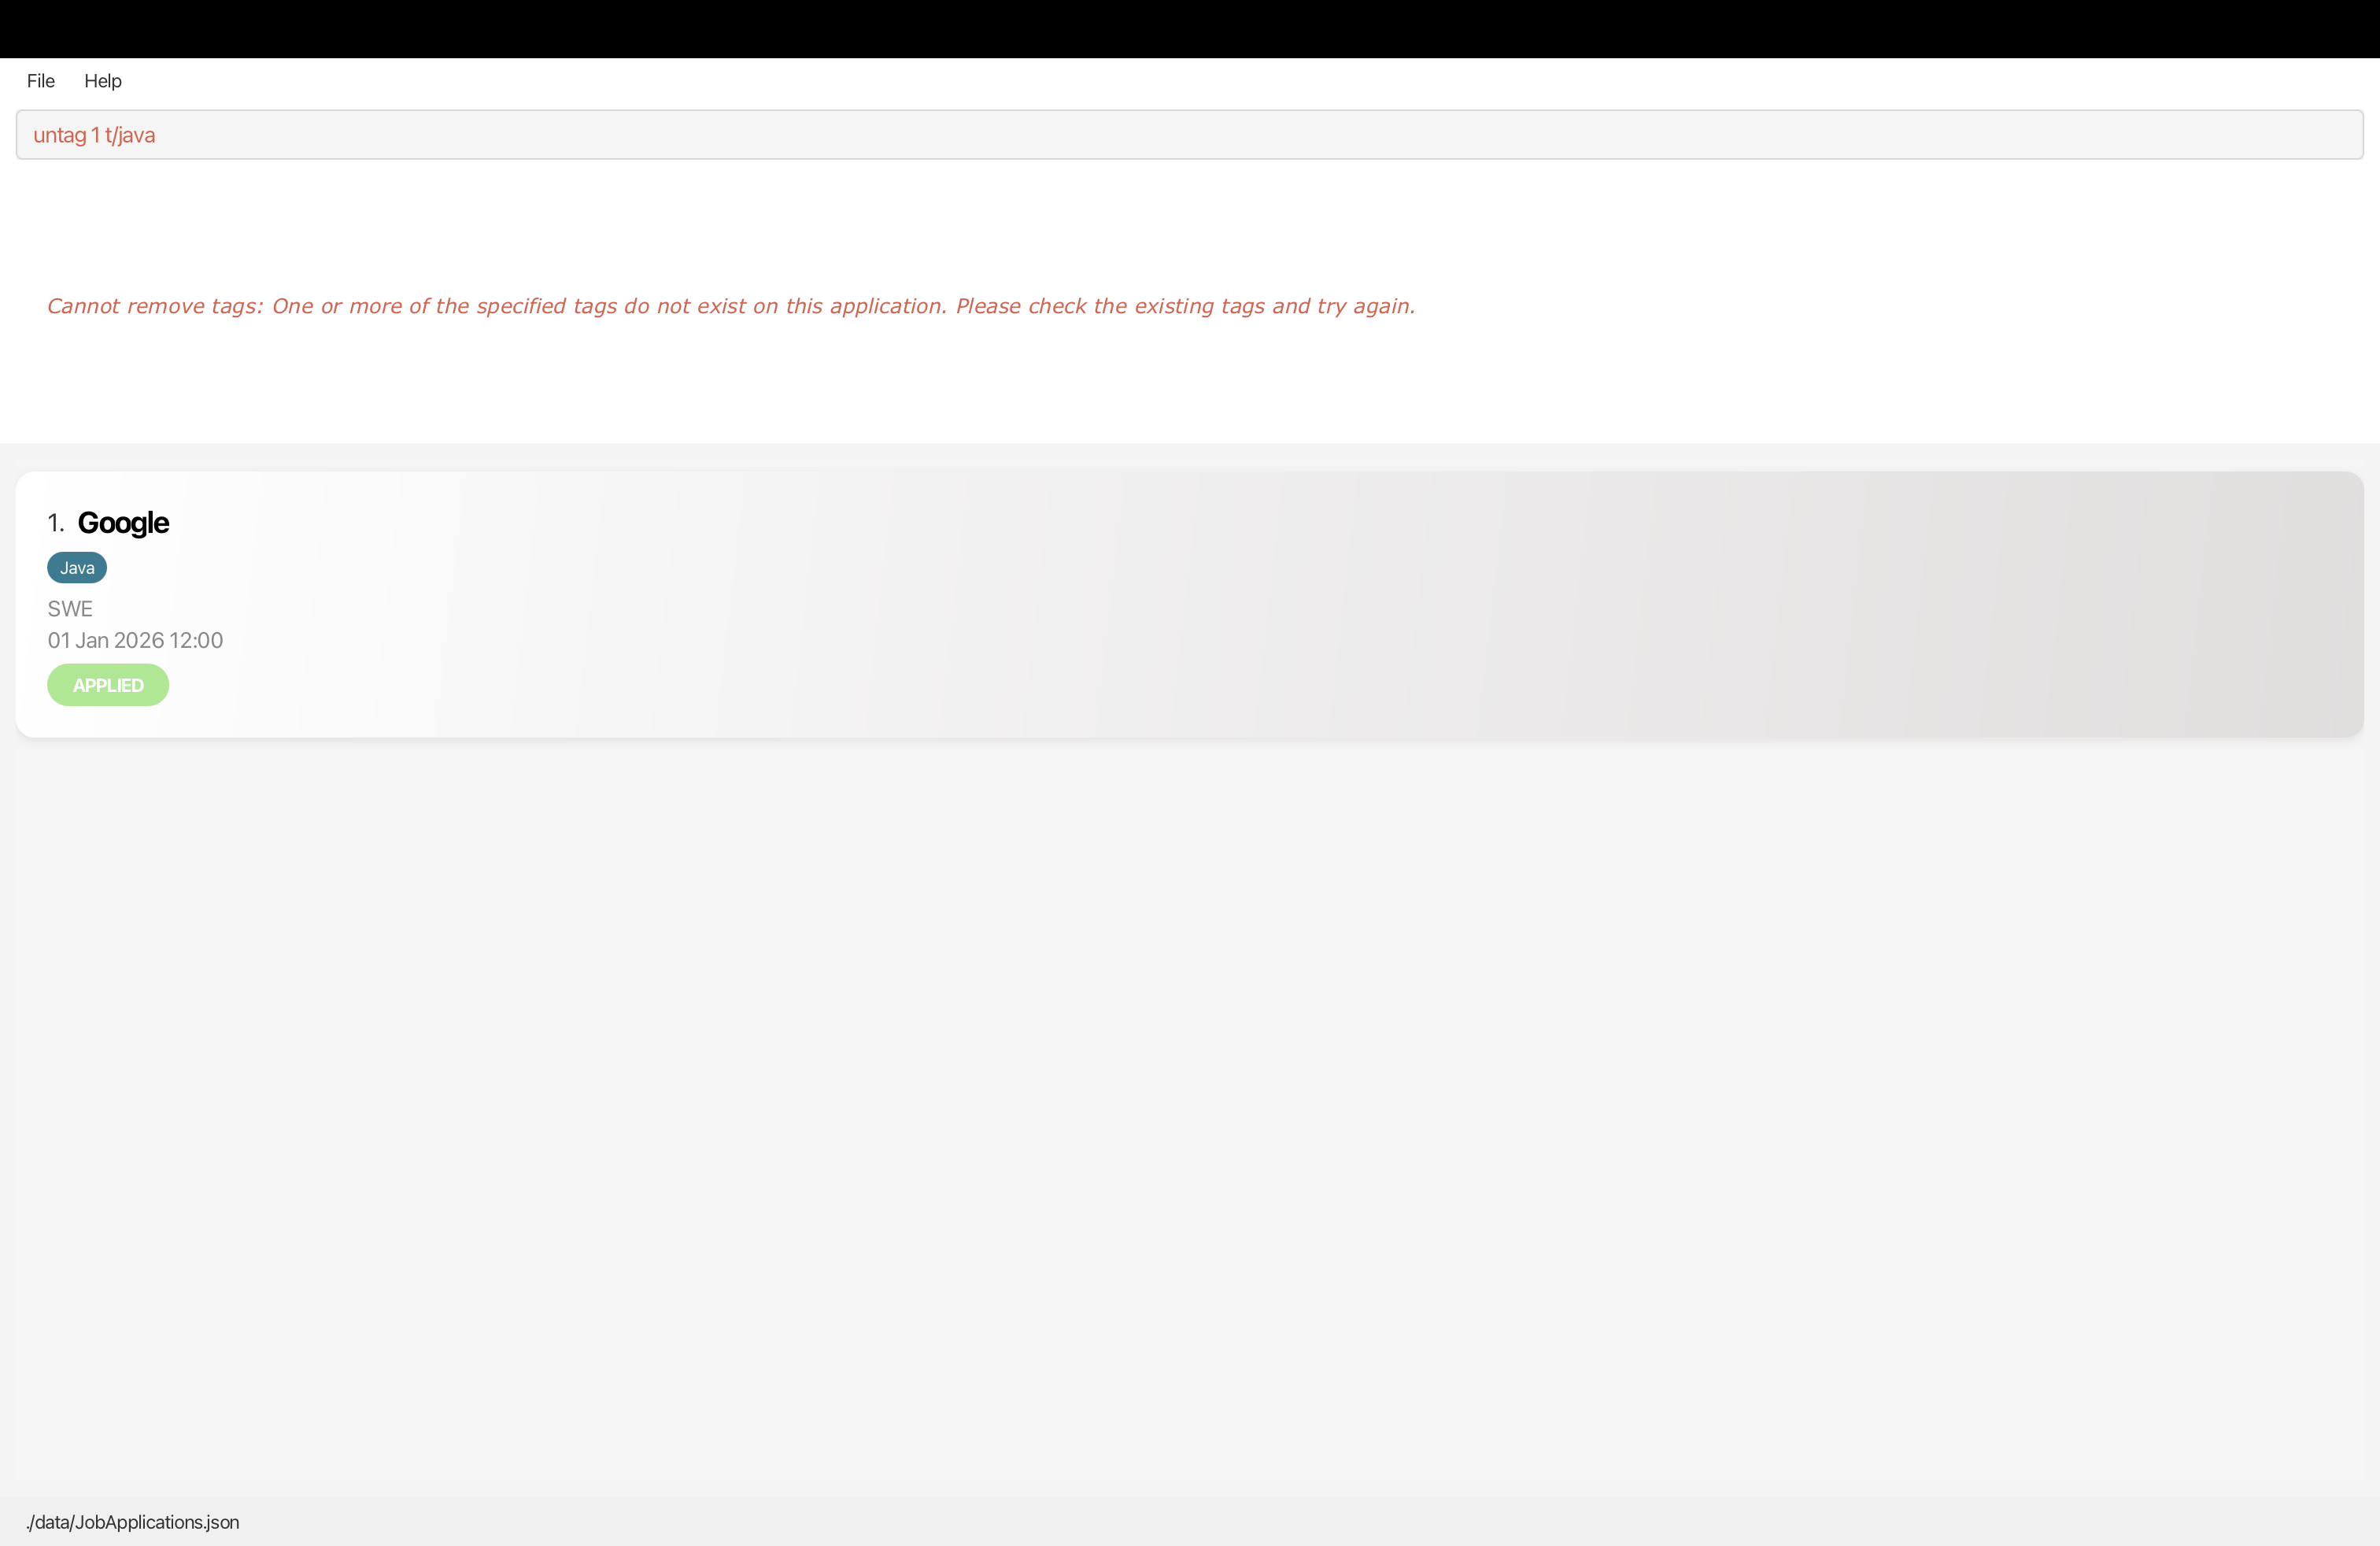 File Help
untag 1 t/java
Cannot remove tags: One or more of the specified tags do not exist on this application. Please check the existing tags and try again.
1. Google
Java
SWE
01 Jan 2026 12:00
APPLIED
./data/JobApplications.json